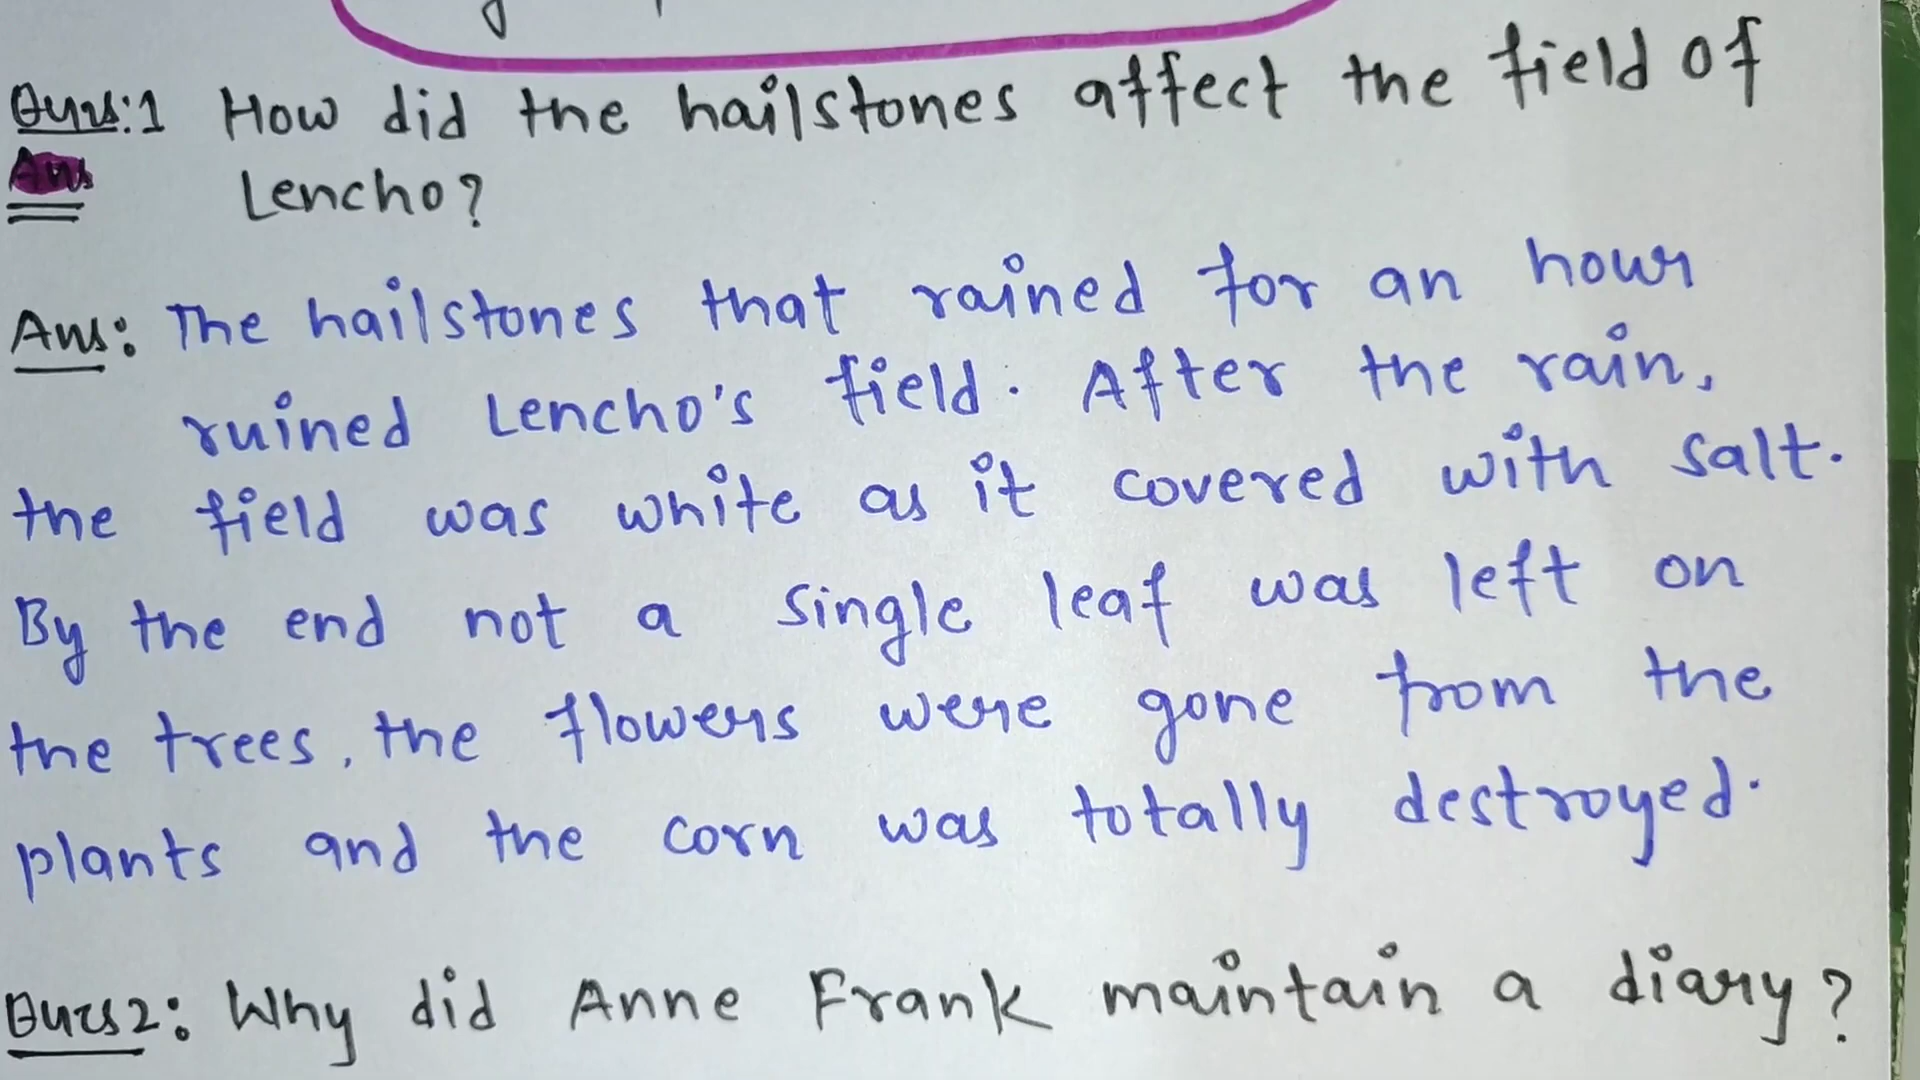 Ques:1 How did the hailstones affect the field of
Ans Lencho?
Ans: The hailstones that rained for an hour
ruined Lencho's field. After the rain,
the field was white as it covered with salt.
By the end not a single leaf was left on
the trees, the flowers were gone from the
plants and the corn was totally destroyed.
Ques2: Why did Anne Frank maintain a diary?